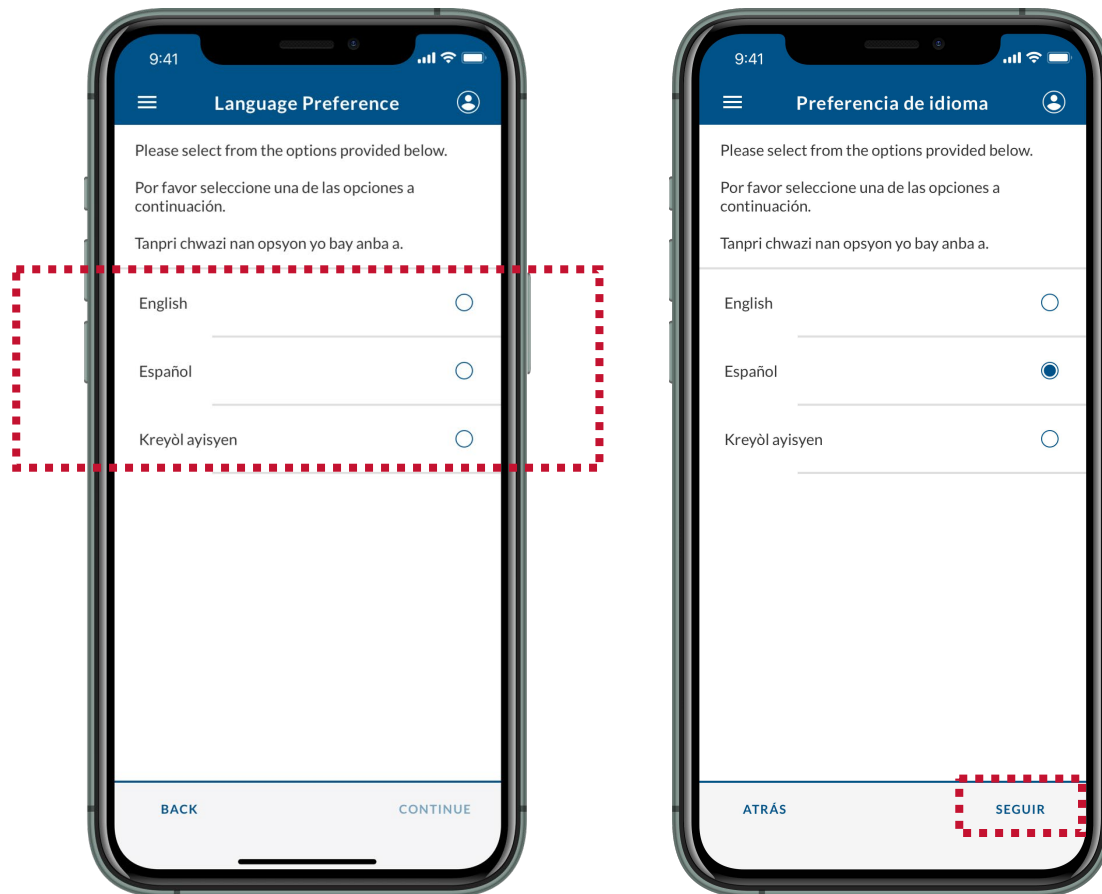 9:41
Language Preference
Please select from the options provided below.
Por favor seleccione una de las opciones a
continuación.
Tanpri chwazi nan opsyon yo bay anba a.
English
Español
Kreyòl ayisyen
BACK
CONTINUE
9:41
Preferencia de idioma
Please select from the options provided below.
Por favor seleccione una de las opciones a
continuación.
Tanpri chwazi nan opsyon yo bay anba a.
English
Español
Kreyòl ayisyen
ATRÁS
SEGUIR